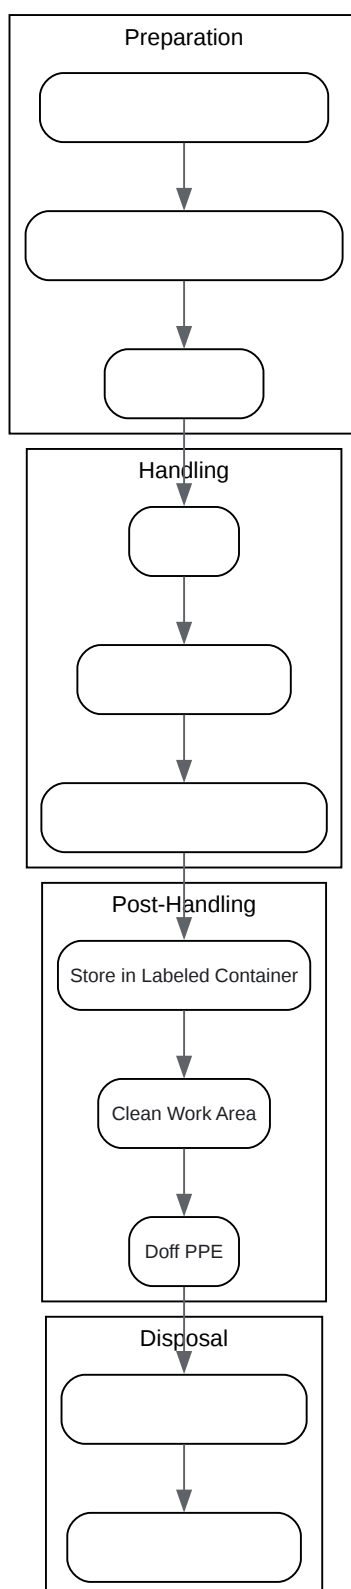 Preparation
Handling
Post-Handling
Store in Labeled Container
Clean Work Area
Doff PPE
Disposal